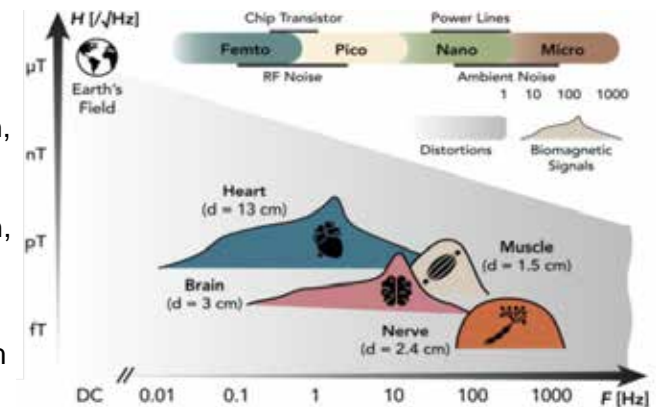 H [/√Hz]
Chip Transistor
Power Lines
Femto Pico Nano Micro
RF Noise
Ambient Noise
1 10 100 1000
Earth's
Field
µT
nT
pT
fT
Distortions
Biomagnetic
Signals
Heart
(d = 13 cm)
Muscle
(d = 1.5 cm)
Brain
(d = 3 cm)
Nerve
(d = 2.4 cm)
DC 0.01 0.1 1 10 100 1000 F [Hz]